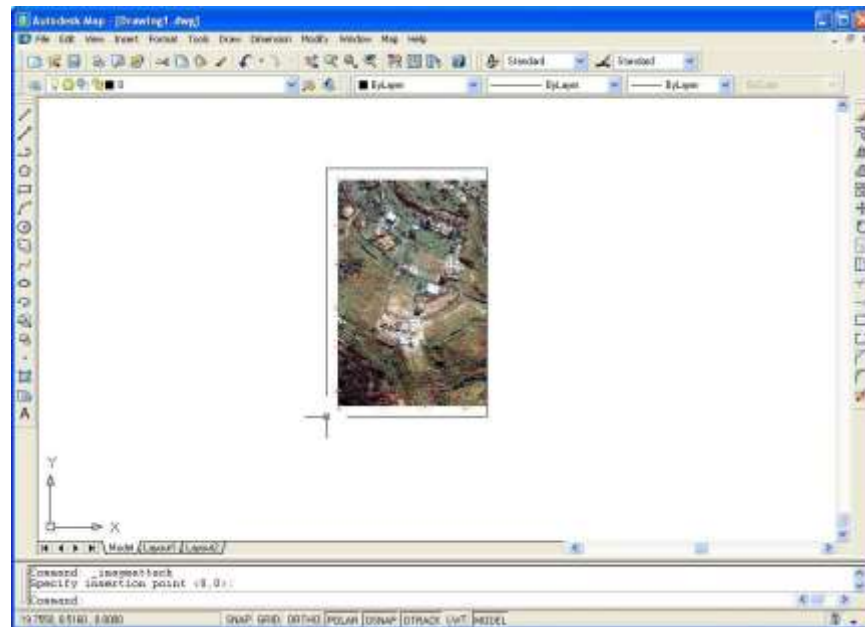 Autodesk Map - [Drawing1.dwg]
File Edit View Insert Format Tools Draw Dimension Modify Window Map Help
Standard Standard
0 ByLayer ByLayer ByLayer
Y
X
Model Layout1 Layout2
Command: _imageattach
Specify insertion point <0,0>:
Command:
SNAP GRID ORTHO POLAR OSNAP OTRACK LWT MODEL